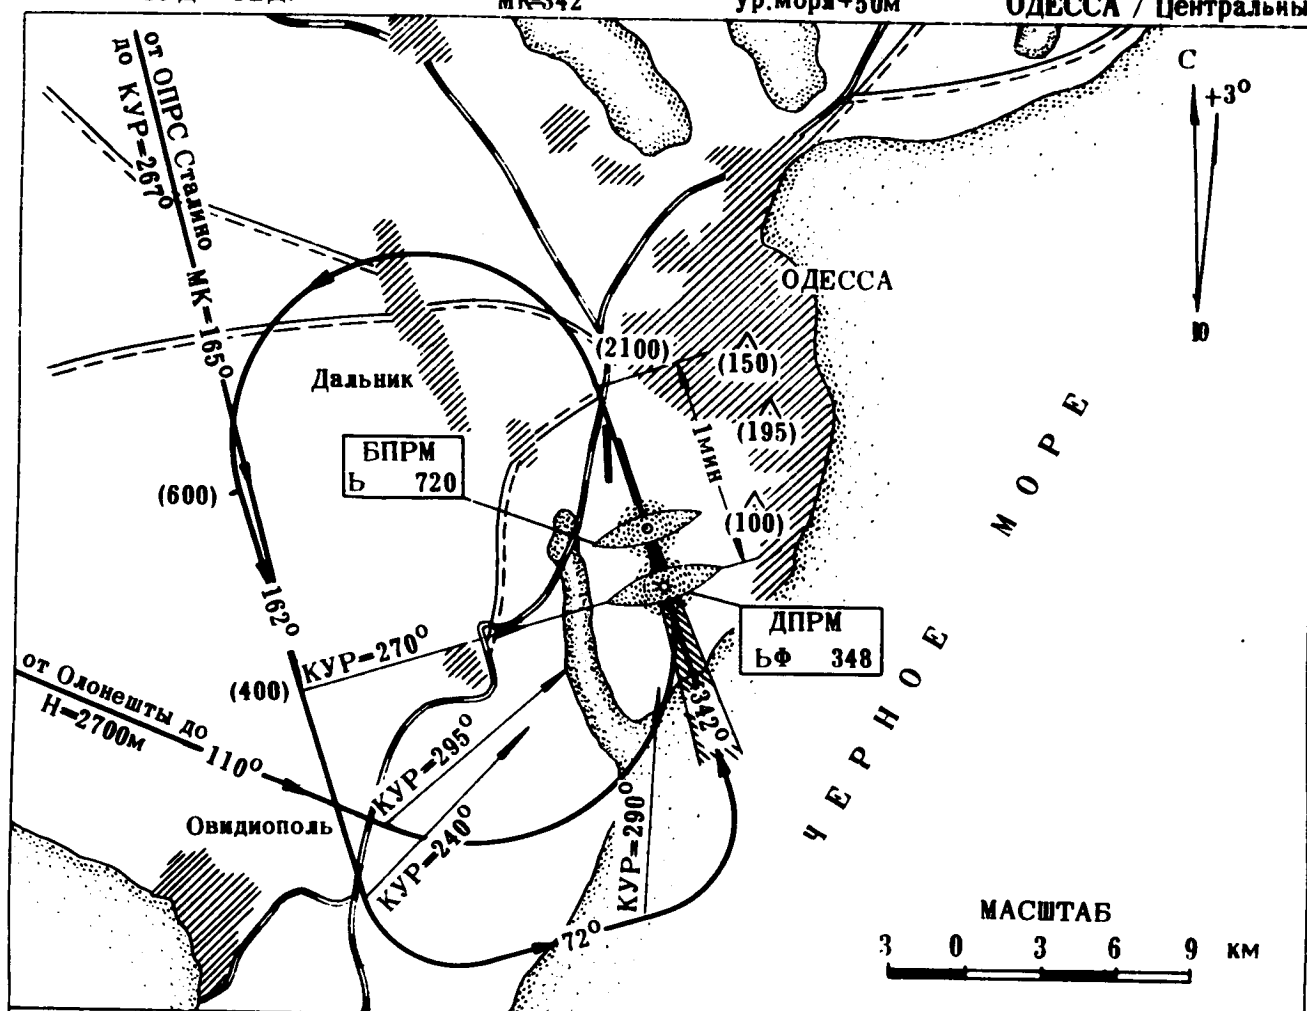 МК=342
ур.моря+50м
ОДЕССА / Центральны
от ОПРС Сталино МК=165°
до КУР=267°
С
+3°
Ю
ОДЕССА
(2100)
(150)
Дальник
1мин
(195)
БПРМ
Ь 720
(600)
(100)
162°
ДПРМ
ЬФ 348
КУР=270°
(400)
от Олонешты до
Н=2700м
110°
342°
КУР=295°
КУР=240°
КУР=290°
Овидиополь
72°
ЧЕРНОЕ МОРЕ
МАСШТАБ
3 0 3 6 9 км